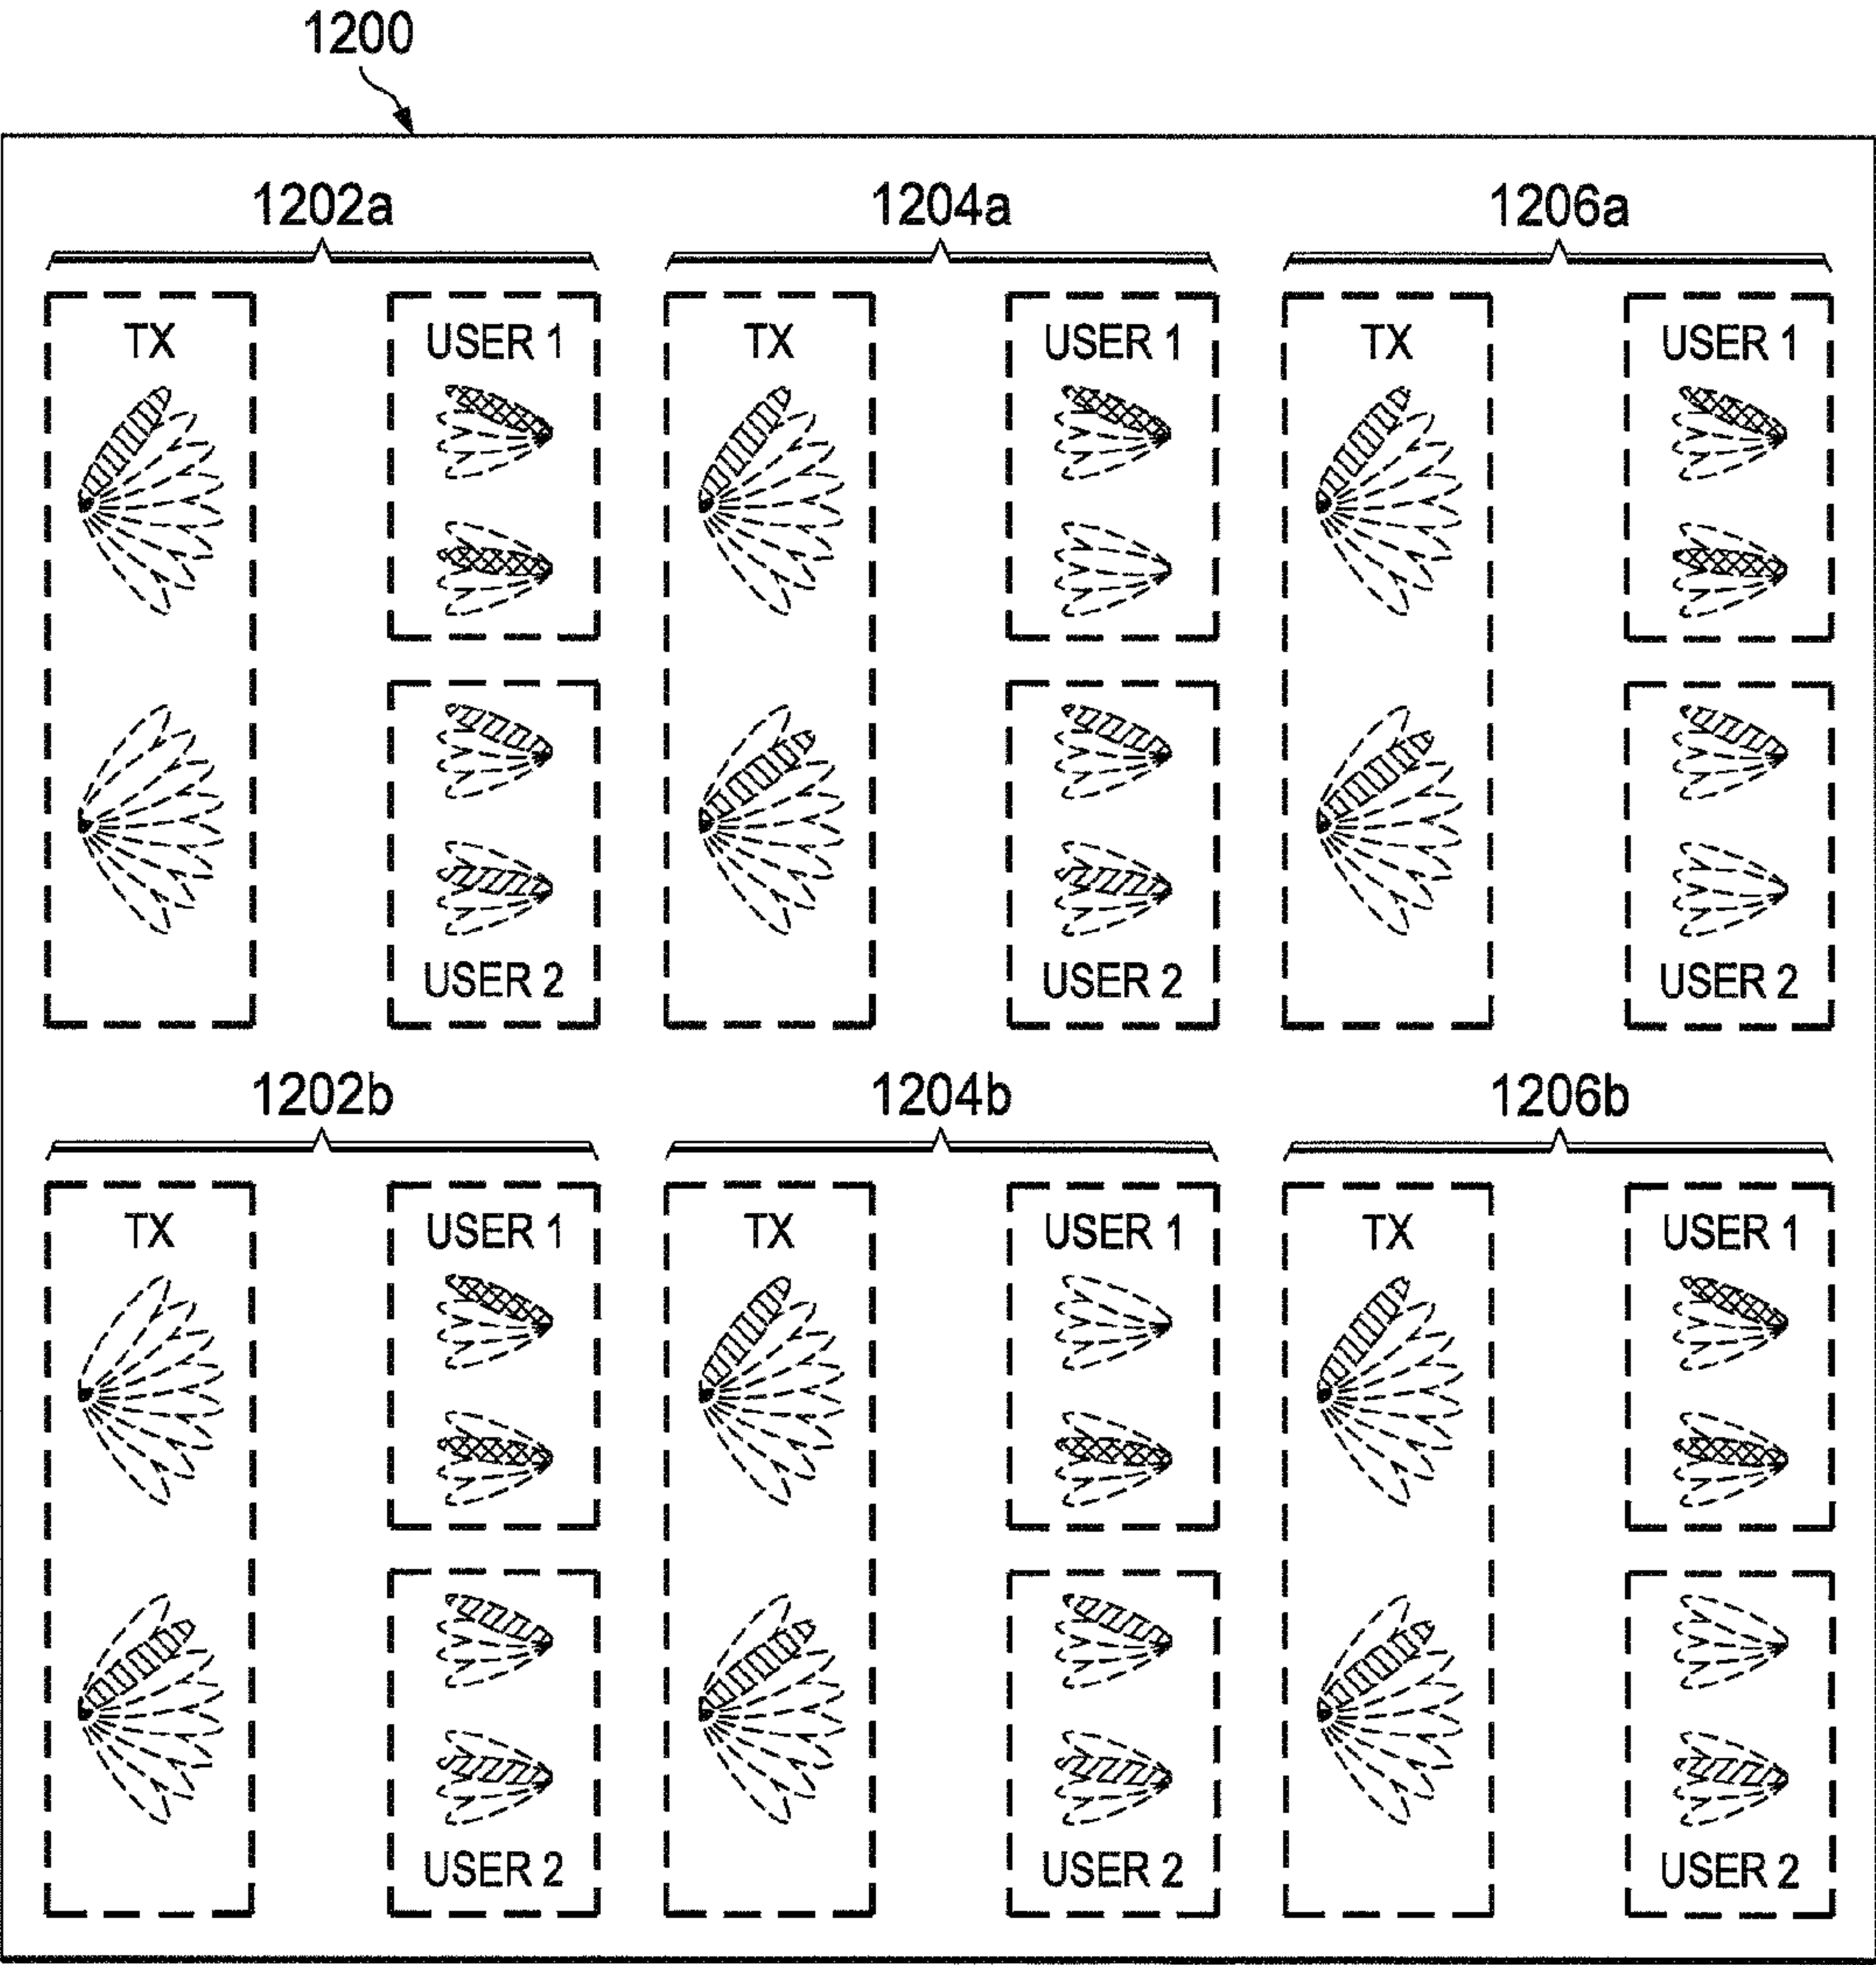 1200
1202a 1204a 1206a
TX USER 1 TX USER 1 TX USER 1
USER 2 USER 2 USER 2
1202b 1204b 1206b
TX USER 1 TX USER 1 TX USER 1
USER 2 USER 2 USER 2